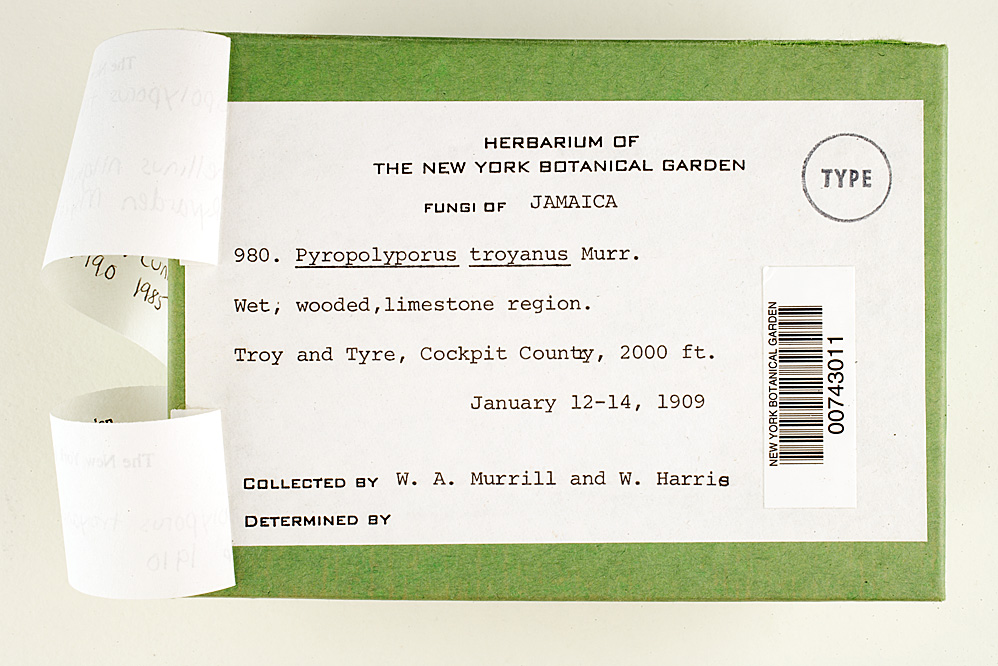 HERBARIUM OF
THE NEW YORK BOTANICAL GARDEN
FUNGI OF JAMAICA
TYPE
980. Pyropolyporus troyanus Murr.
Wet, wooded,limestone region.
Troy and Tyre, Cockpit County, 2000 ft.
January 12-14, 1909
COLLECTED BY W. A. Murrill and W. Harris
DETERMINED BY
NEW YORK BOTANICAL GARDEN
00743011
1985